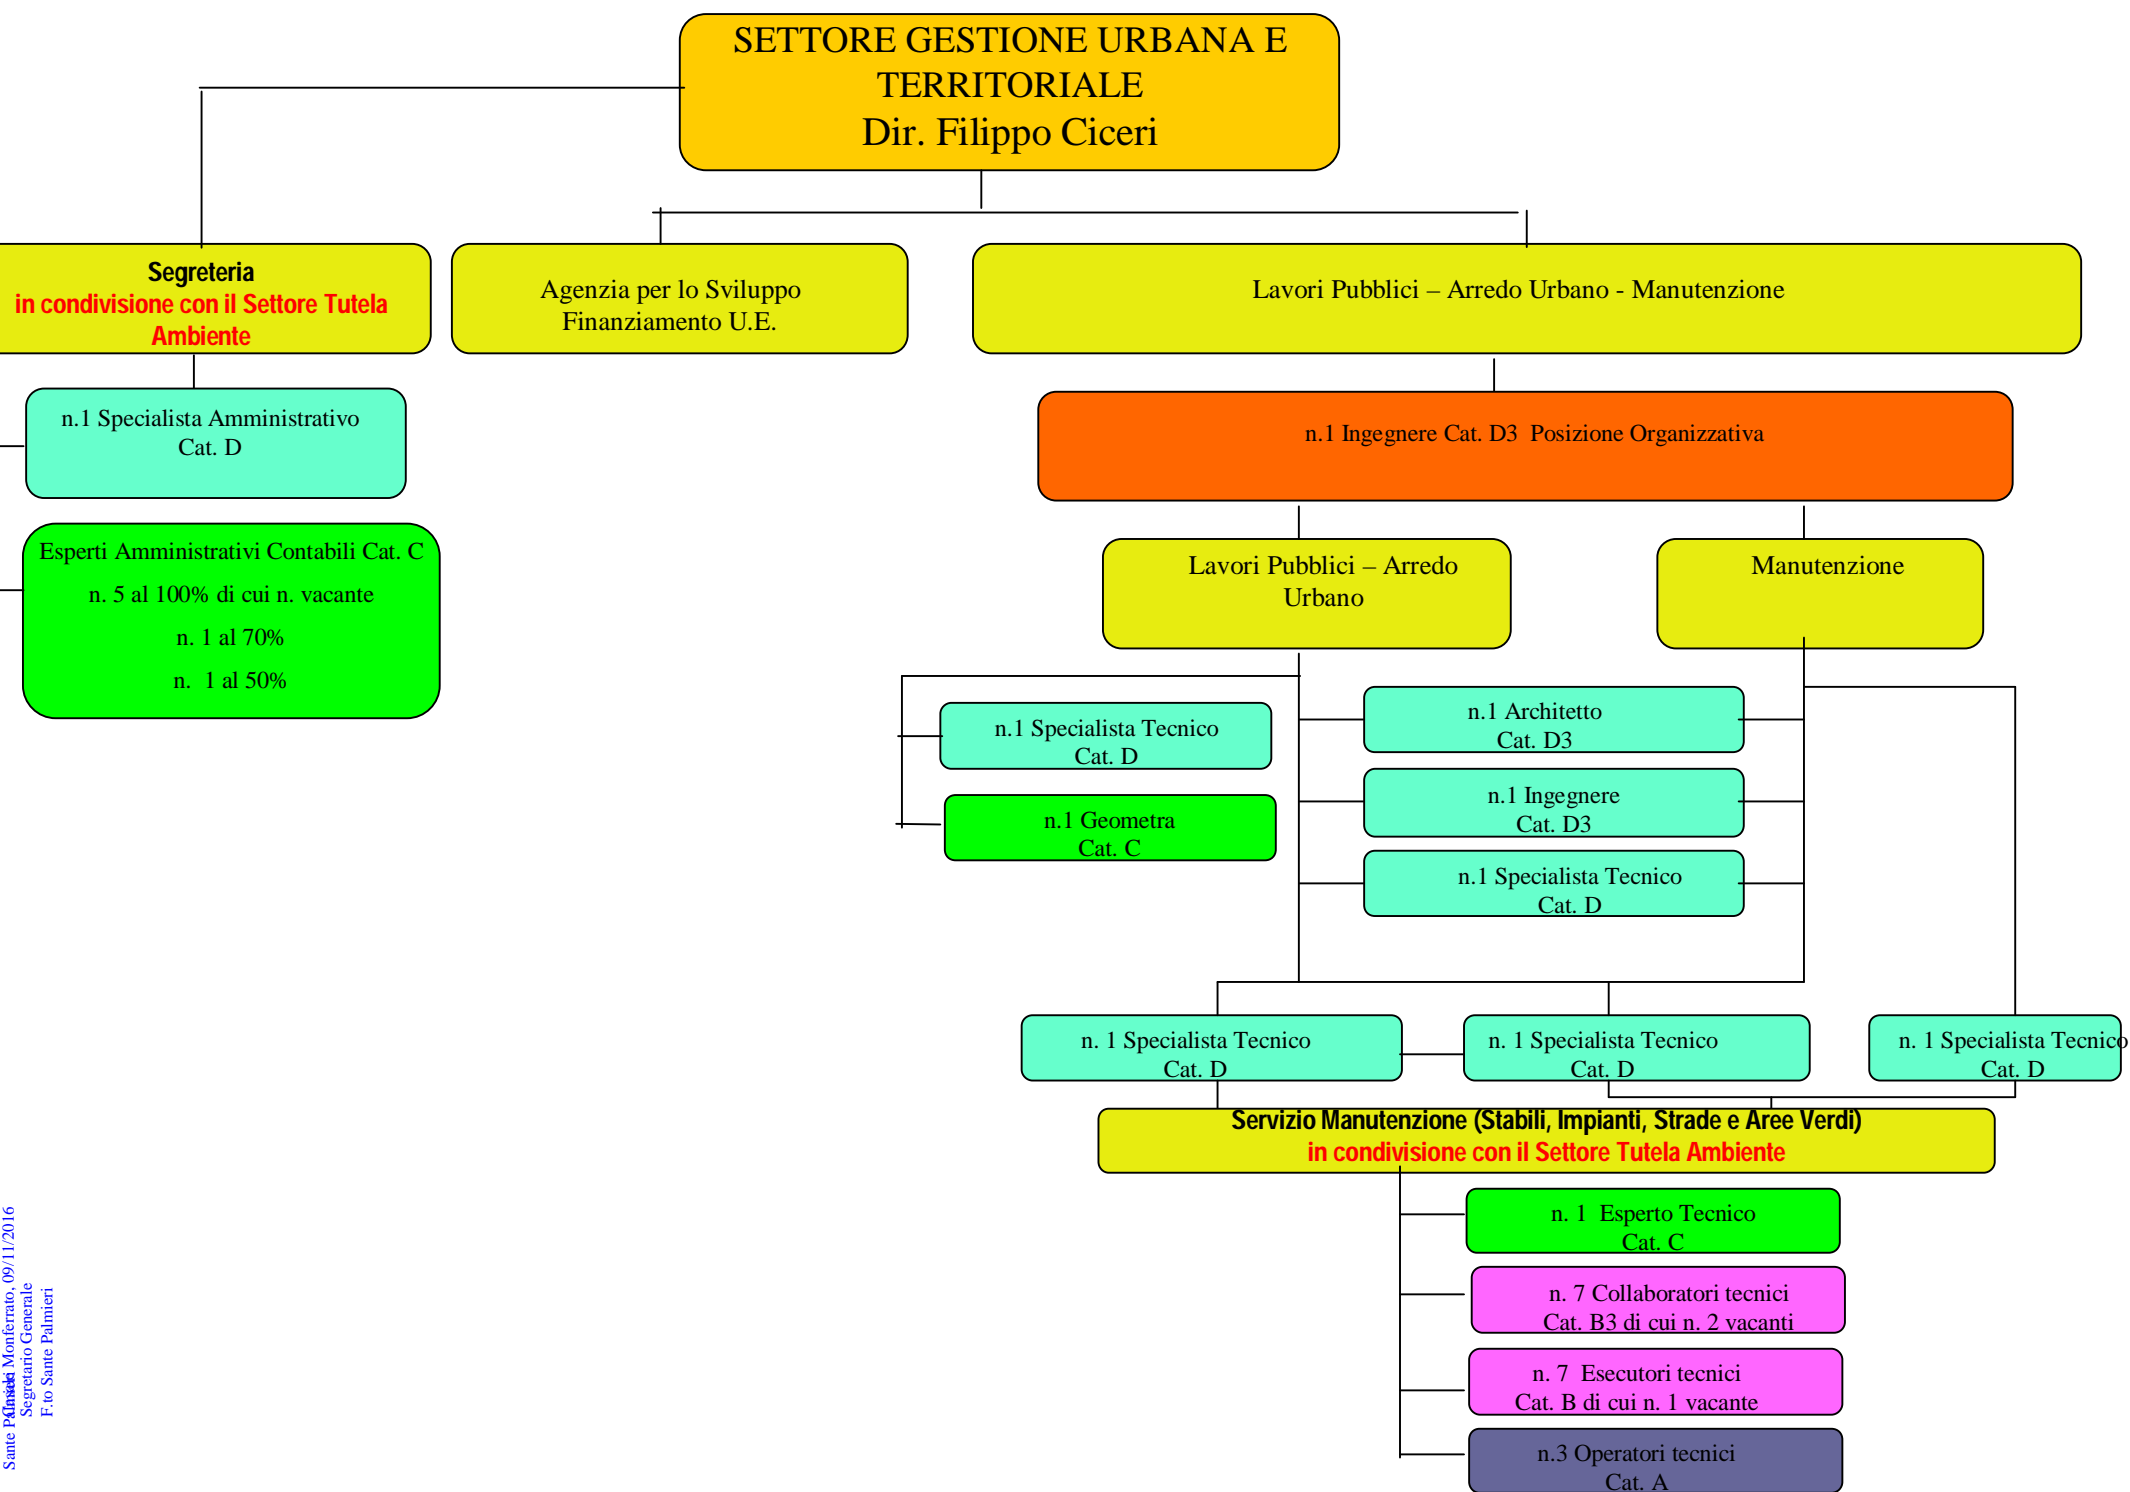 SETTORE GESTIONE URBANA E
TERRITORIALE
Dir. Filippo Ciceri
Segreteria
in condivisione con il Settore Tutela
Ambiente
Agenzia per lo Sviluppo
Finanziamento U.E.
Lavori Pubblici – Arredo Urbano - Manutenzione
n.1 Specialista Amministrativo
Cat. D
n.1 Ingegnere Cat. D3 Posizione Organizzativa
Esperti Amministrativi Contabili Cat. C
n. 5 al 100% di cui n. vacante
n. 1 al 70%
n. 1 al 50%
Lavori Pubblici – Arredo
Urbano
Manutenzione
n.1 Specialista Tecnico
Cat. D
n.1 Geometra
Cat. C
n.1 Architetto
Cat. D3
n.1 Ingegnere
Cat. D3
n.1 Specialista Tecnico
Cat. D
n. 1 Specialista Tecnico
Cat. D
n. 1 Specialista Tecnico
Cat. D
n. 1 Specialista Tecnico
Cat. D
Servizio Manutenzione (Stabili, Impianti, Strade e Aree Verdi)
in condivisione con il Settore Tutela Ambiente
n. 1 Esperto Tecnico
Cat. C
n. 7 Collaboratori tecnici
Cat. B3 di cui n. 2 vacanti
n. 7 Esecutori tecnici
Cat. B di cui n. 1 vacante
n.3 Operatori tecnici
Cat. A
Sante
Monferrato, 09/11/2016
Segretario Generale
F.to Sante Palmieri